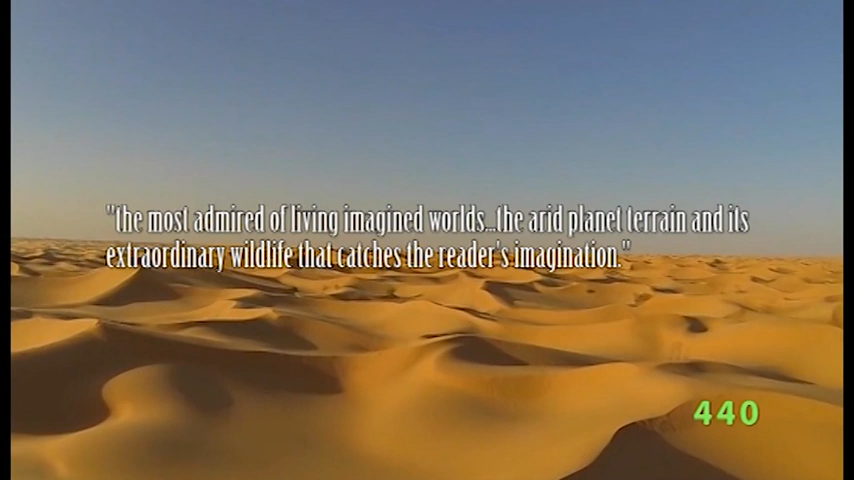 "the most admired of living imagined worlds...the arid planet terrain and its
extraordinary wildlife that catches the reader's imagination."
440